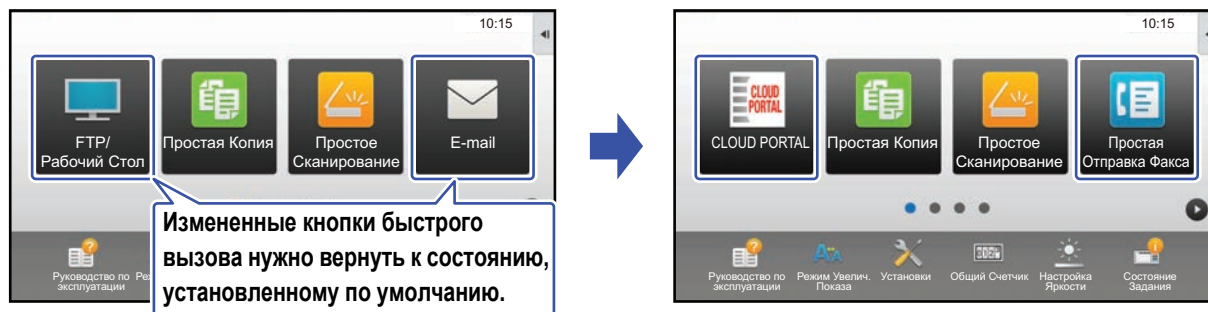 10:15
FTP/
Рабочий Стол
Простая Копия
Простое
Сканирование
E-mail
Измененные кнопки быстрого
вызова нужно вернуть к состоянию,
установленному по умолчанию.
Руководство по
эксплуатации
Ре
10:15
CLOUD
PORTAL
CLOUD PORTAL
Простая Копия
Простое
Сканирование
Простая
Отправка Факса
Руководство по
эксплуатации
Режим Увелич.
Показа
Установки
Общий Счетчик
Настройка
Яркости
Состояние
Задания